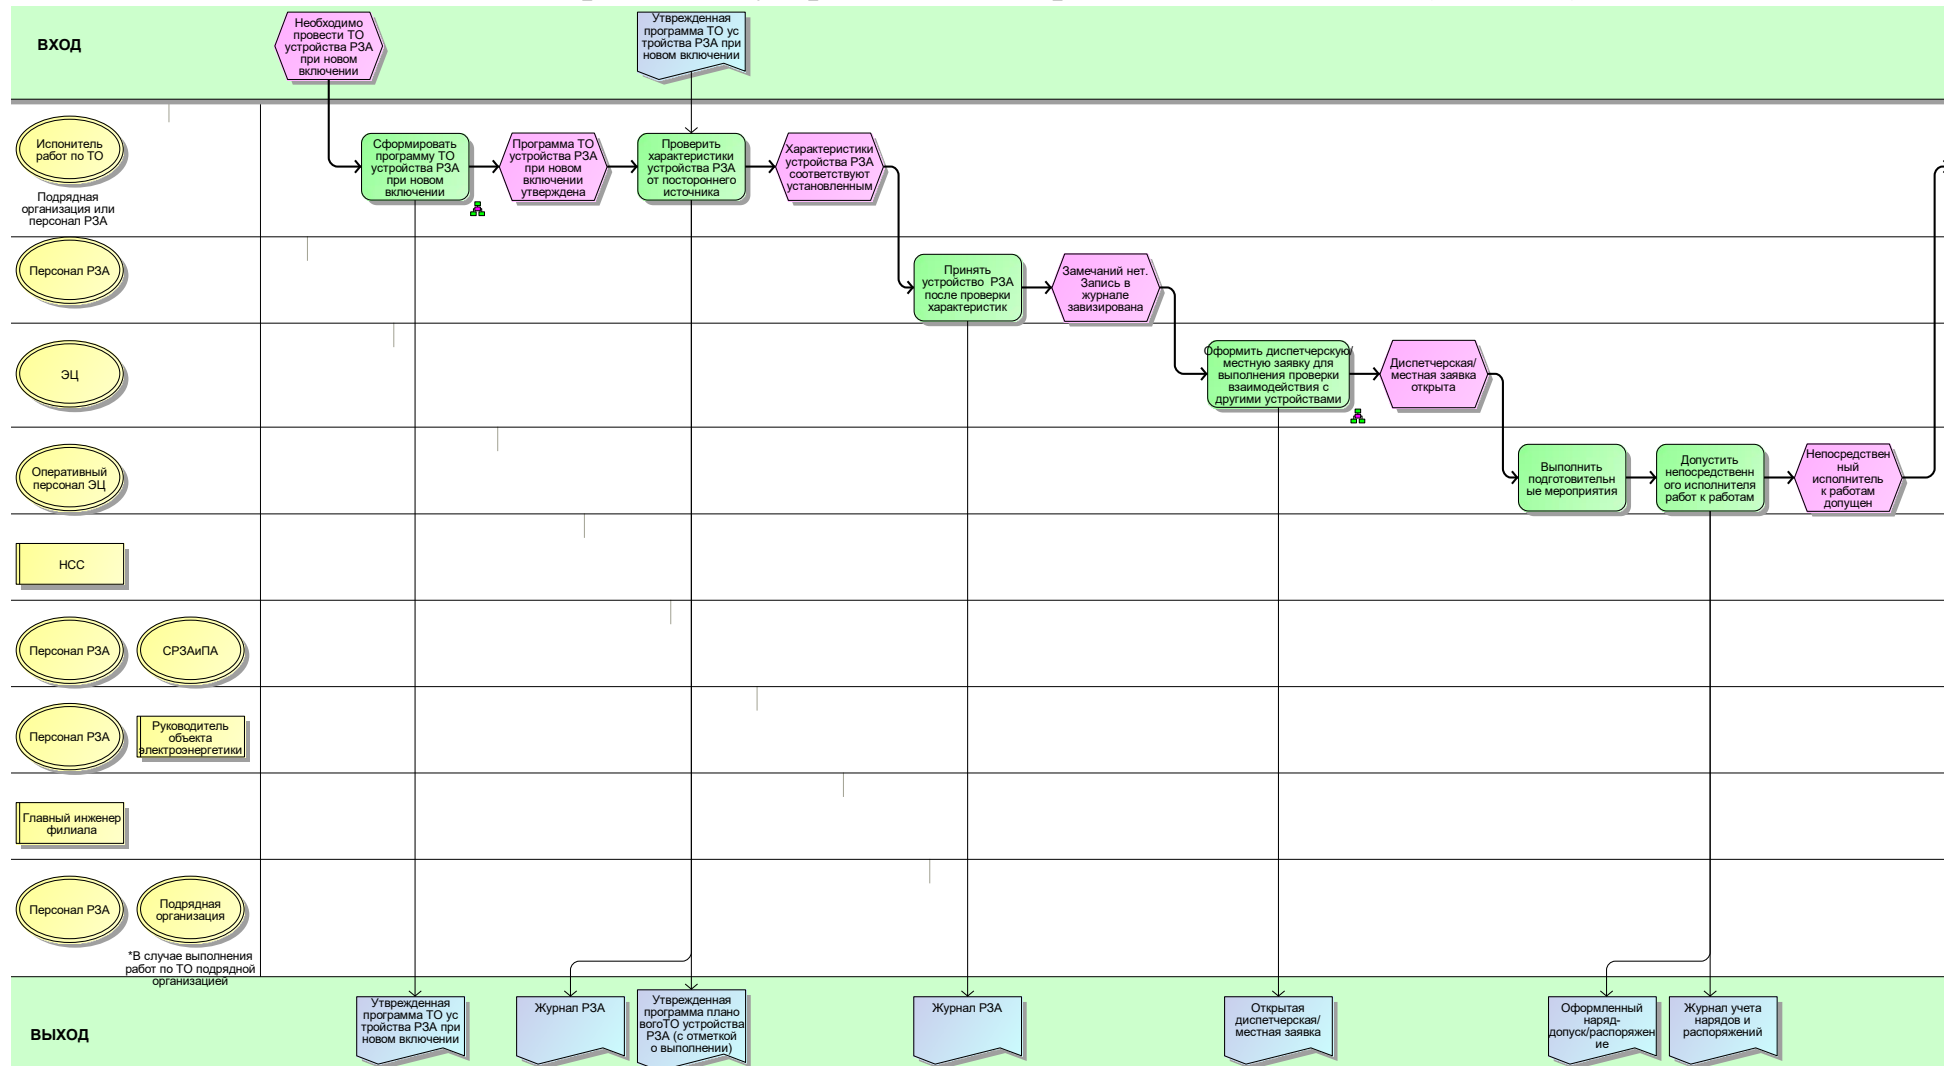 ВХОД
Необходимо
провести ТО
устройства РЗА
при новом
включении
Утвержденная
программа ТО ус
тройства РЗА при
новом включении
Испонитель
работ по ТО
Подрядная
организация или
персонал РЗА
Сформировать
программу ТО
устройства РЗА
при новом
включении
Программа ТО
устройства РЗА
при новом
включении
утверждена
Проверить
характеристики
устройства РЗА
от постороннего
источника
Характеристики
устройства РЗА
соответствуют
установленным
Персонал РЗА
Принять
устройство РЗА
после проверки
характеристик
Замечаний нет.
Запись в
журнале
завизирована
ЭЦ
Оформить диспетчерскую/
местную заявку для
выполнения проверки
взаимодействия с
другими устройствами
Диспетчерская/
местная заявка
открыта
Оперативный
персонал ЭЦ
Выполнить
подготовительн
ые мероприятия
Допустить
непосредственн
ого исполнителя
работ к работам
Непосредствен
ный
исполнитель
к работам
допущен
НСС
Персонал РЗА
СРЗАиПА
Персонал РЗА
Руководитель
объекта
электроэнергетики
Главный инженер
филиала
Персонал РЗА
Подрядная
организация
*В случае выполнения
работ по ТО подрядной
организацией
ВЫХОД
Утвержденная
программа ТО ус
тройства РЗА при
новом включении
Журнал РЗА
Утвержденная
программа плано
вогоТО устройства
РЗА (с отметкой
о выполнении)
Журнал РЗА
Открытая
диспетчерская/
местная заявка
Оформленный
наряд-
допуск/распоряжен
ие
Журнал учета
нарядов и
распоряжений